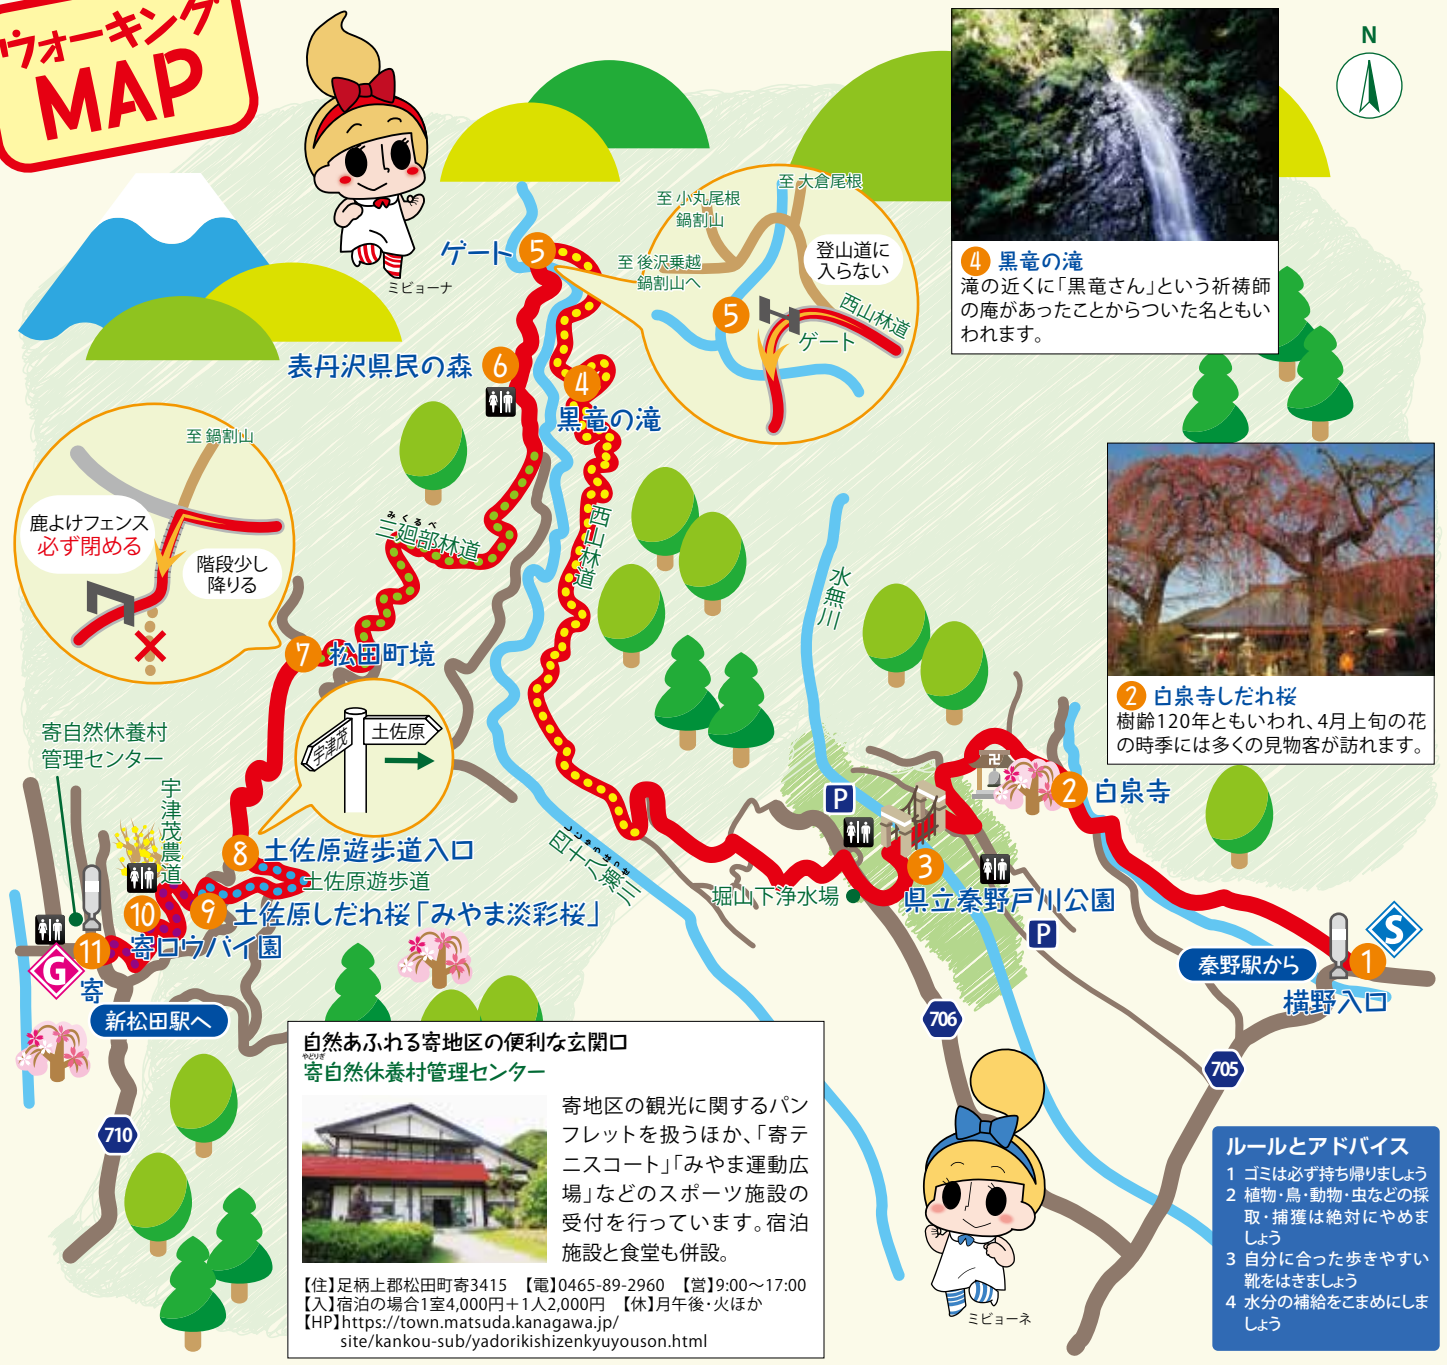 ウォーキング
MAP
N
ミビョーナ
ゲート
5
至 小丸尾根
鍋割山
至 大倉尾根
至 後沢乗越
鍋割山へ
登山道に
入らない
5
西山林道
ゲート
4 黒竜の滝
滝の近くに「黒竜さん」という祈祷師
の庵があったことからついた名ともい
われます。
表丹沢県民の森
6
4
黒竜の滝
至 鍋割山
鹿よけフェンス
必ず閉める
階段少し
降りる
みくるべ
三廻部林道
西山林道
水無川
7
松田町境
宇津茂
土佐原
2 白泉寺しだれ桜
樹齢120年ともいわれ、4月上旬の花
の時季には多くの見物客が訪れます。
寄自然休養村
管理センター
宇津茂農道
8
土佐原遊歩道入口
土佐原遊歩道
9
土佐原しだれ桜「みやま淡彩桜」
10
寄ロウバイ園
11
G
寄
新松田駅へ
四十八瀬川
P
卍
2
白泉寺
3
堀山下浄水場
県立秦野戸川公園
P
秦野駅から
1
S
横野入口
706
705
710
自然あふれる寄地区の便利な玄関口
やどりぎ
寄自然休養村管理センター
寄地区の観光に関するパン
フレットを扱うほか、「寄テ
ニスコート」「みやま運動広
場」などのスポーツ施設の
受付を行っています。宿泊
施設と食堂も併設。
【住】足柄上郡松田町寄3415 【電】0465-89-2960 【営】9:00〜17:00
【入】宿泊の場合1室4,000円+1人2,000円 【休】月午後・火ほか
【HP】https://town.matsuda.kanagawa.jp/
site/kankou-sub/yadorikishizenkyuyouson.html
ミビョーネ
ルールとアドバイス
1 ゴミは必ず持ち帰りましょう
2 植物・鳥・動物・虫などの採
取・捕獲は絶対にやめま
しょう
3 自分に合った歩きやすい
靴をはきましょう
4 水分の補給をこまめにしま
しょう